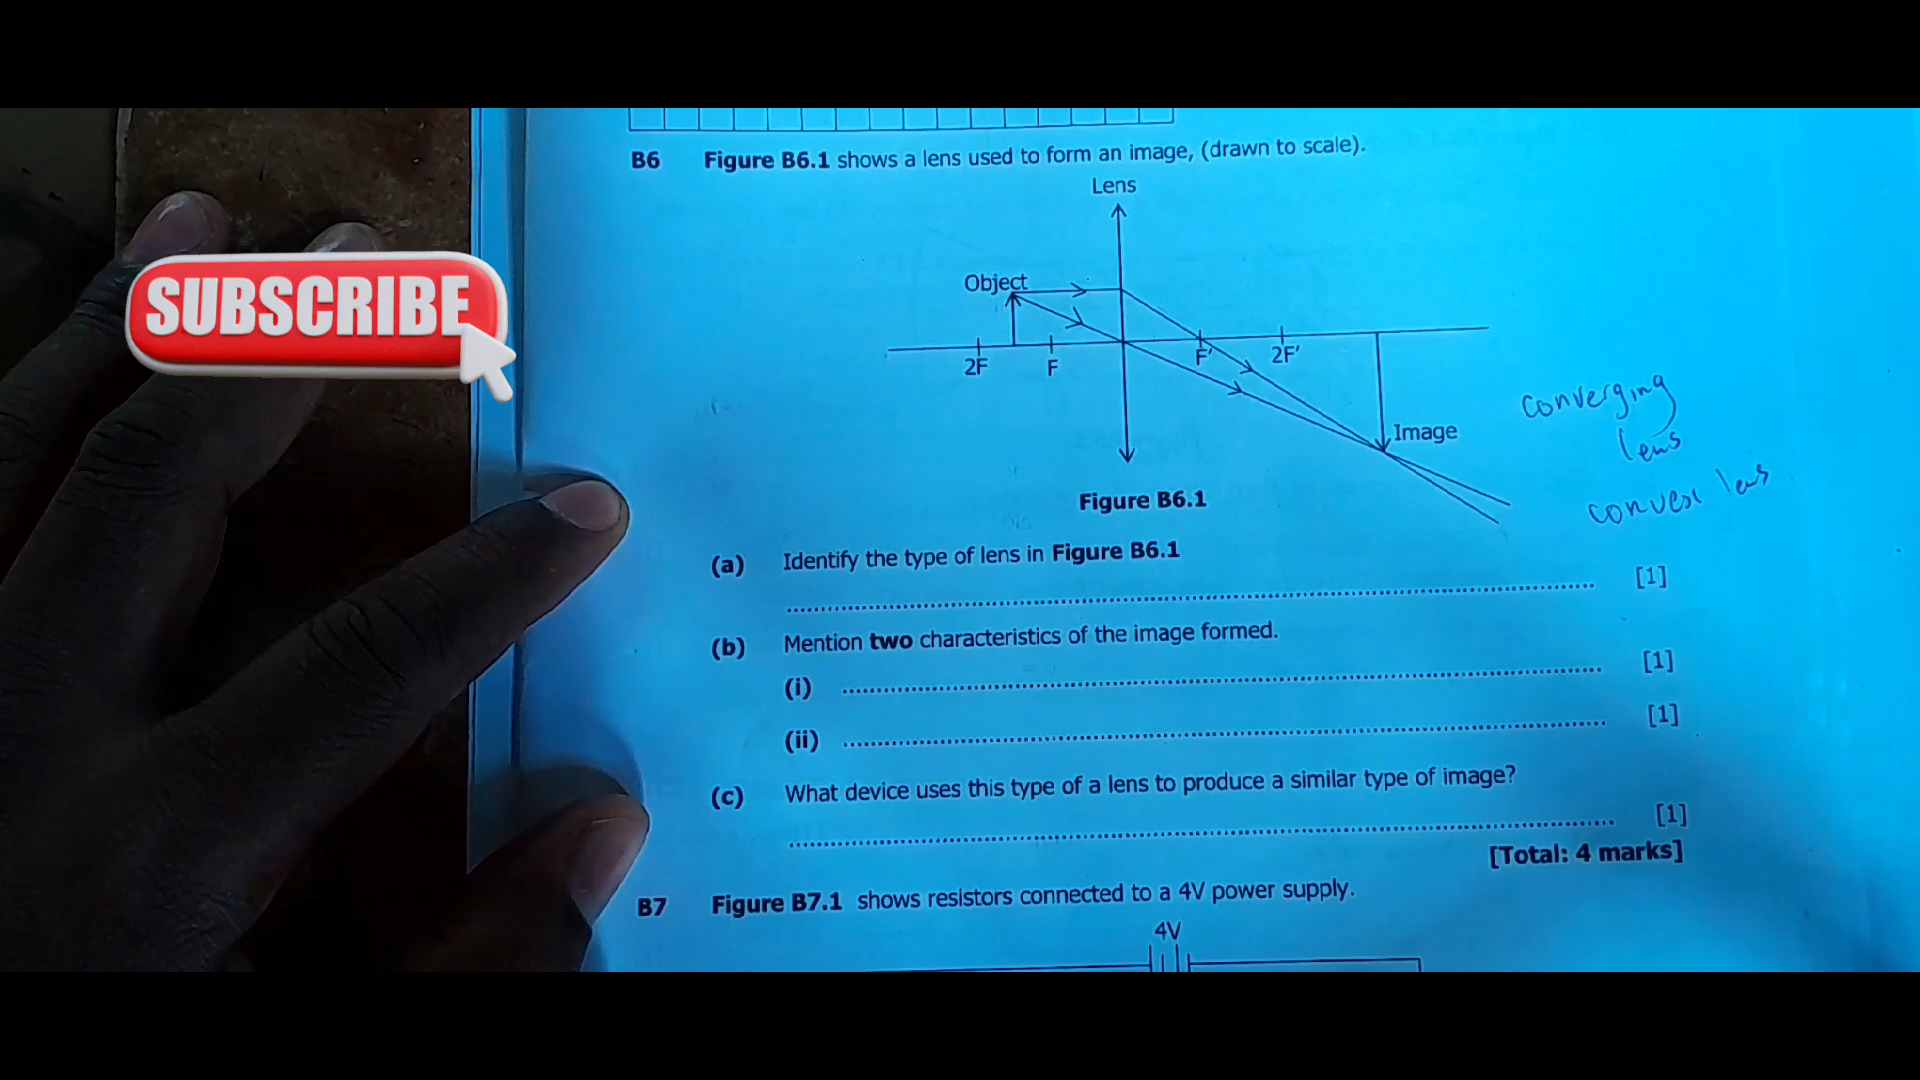 B6 Figure B6.1 shows a lens used to form an image, (drawn to scale).
Lens
Object
2F
F
F'
2F'
Image
converging
lens
convex lens
SUBSCRIBE
Figure B6.1
(a) Identify the type of lens in Figure B6.1
[1]
(b) Mention two characteristics of the image formed.
(i) [1]
(ii) [1]
(c) What device uses this type of a lens to produce a similar type of image?
[1]
[Total: 4 marks]
B7 Figure B7.1 shows resistors connected to a 4V power supply.
4V